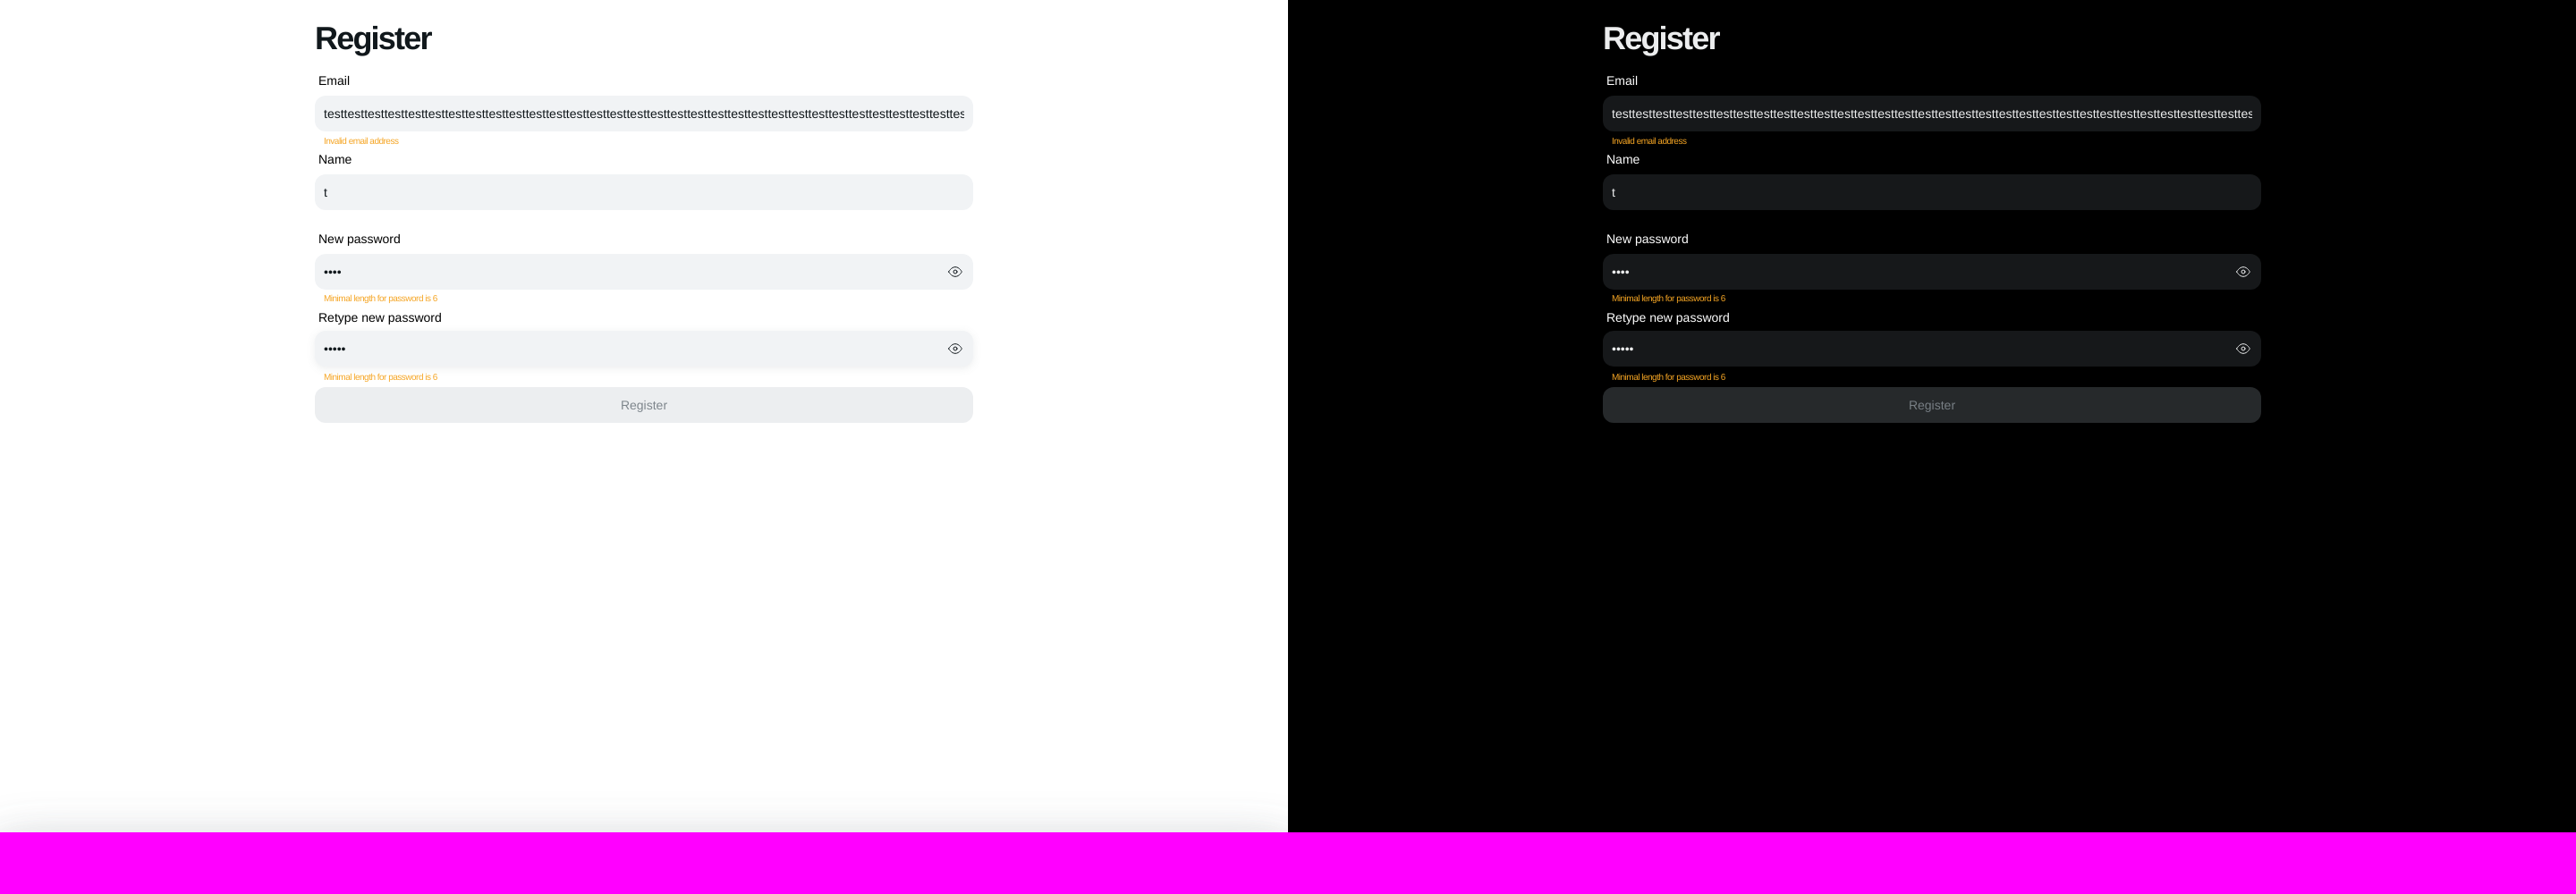 Register
Email
testtesttesttesttesttesttesttesttesttesttesttesttesttesttesttesttesttesttesttesttesttesttesttesttesttesttesttesttesttesttesttes
Invalid email address
Name
t
New password
••••
Minimal length for password is 6
Retype new password
•••••
Minimal length for password is 6
Register
Register
Email
testtesttesttesttesttesttesttesttesttesttesttesttesttesttesttesttesttesttesttesttesttesttesttesttesttesttesttesttesttesttesttes
Invalid email address
Name
t
New password
••••
Minimal length for password is 6
Retype new password
•••••
Minimal length for password is 6
Register